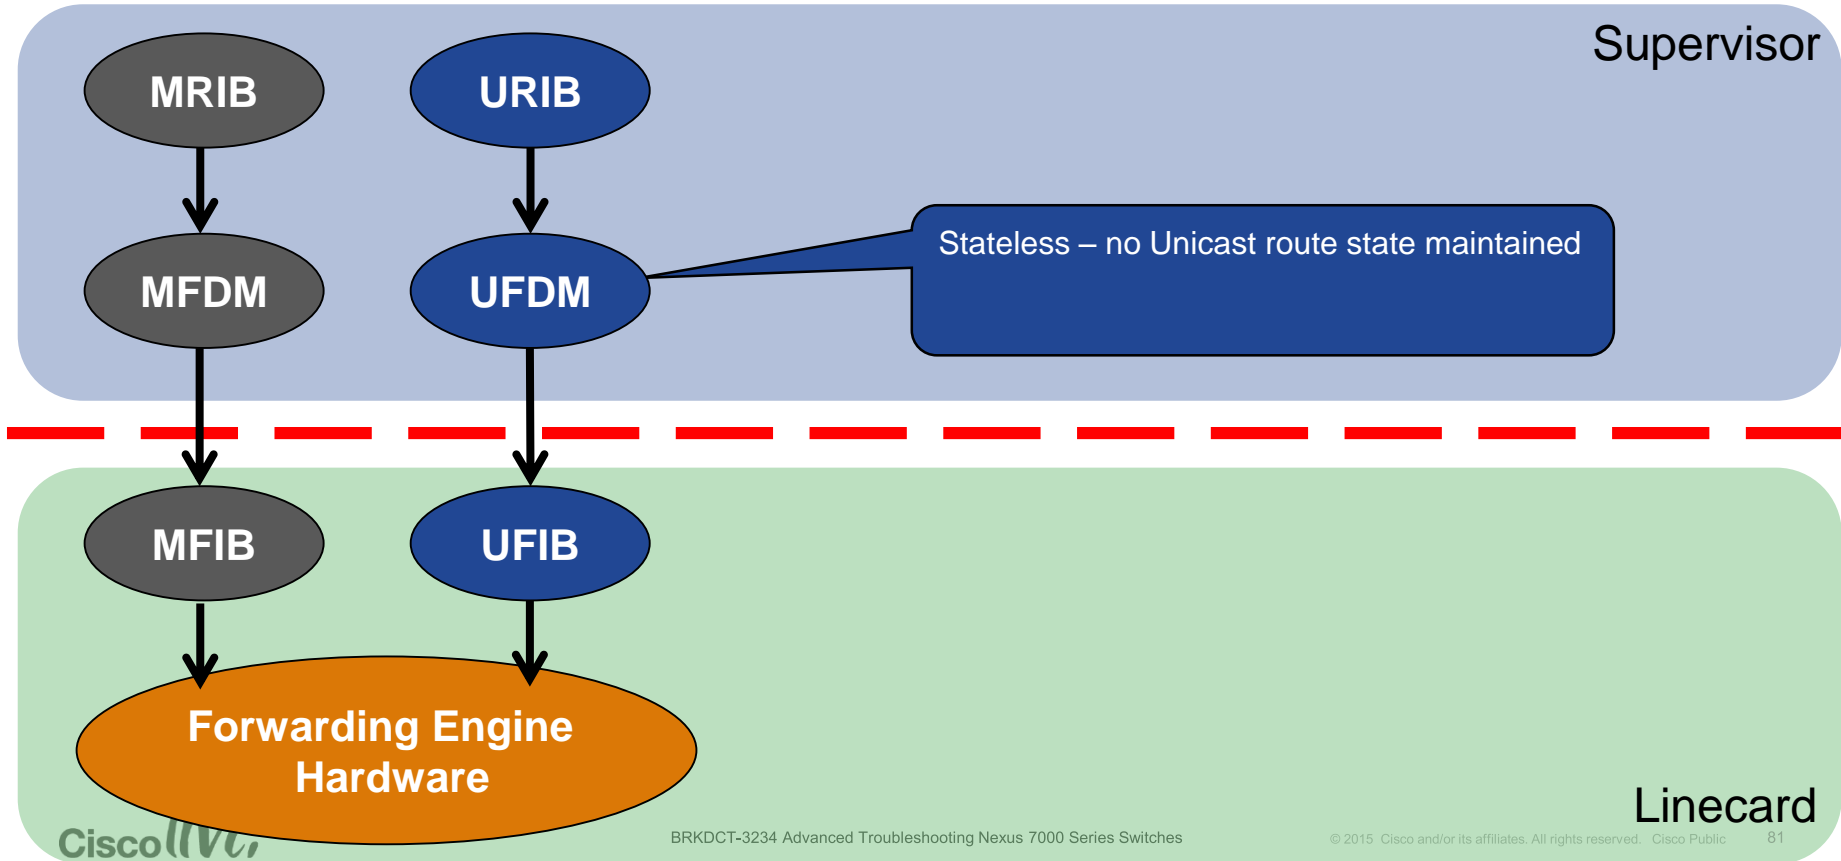 Supervisor
MRIB
URIB
MFDM
UFDM
Stateless – no Unicast route state maintained
MFIB
UFIB
Forwarding Engine
Hardware
Linecard
Cisco live!
BRKDCT-3234 Advanced Troubleshooting Nexus 7000 Series Switches
© 2015 Cisco and/or its affiliates. All rights reserved. Cisco Public
81